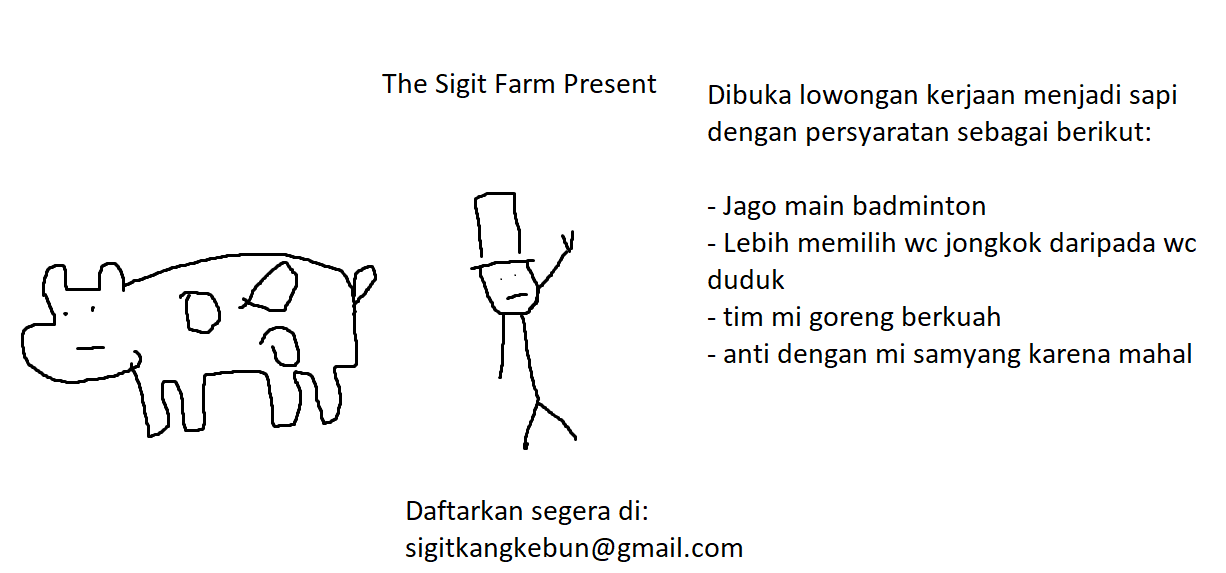 The Sigit Farm Present
Dibuka lowongan kerjaan menjadi sapi
dengan persyaratan sebagai berikut:
- Jago main badminton
- Lebih memilih wc jongkok daripada wc
duduk
- tim mi goreng berkuah
- anti dengan mi samyang karena mahal
Daftarkan segera di:
sigitkangkebun@gmail.com